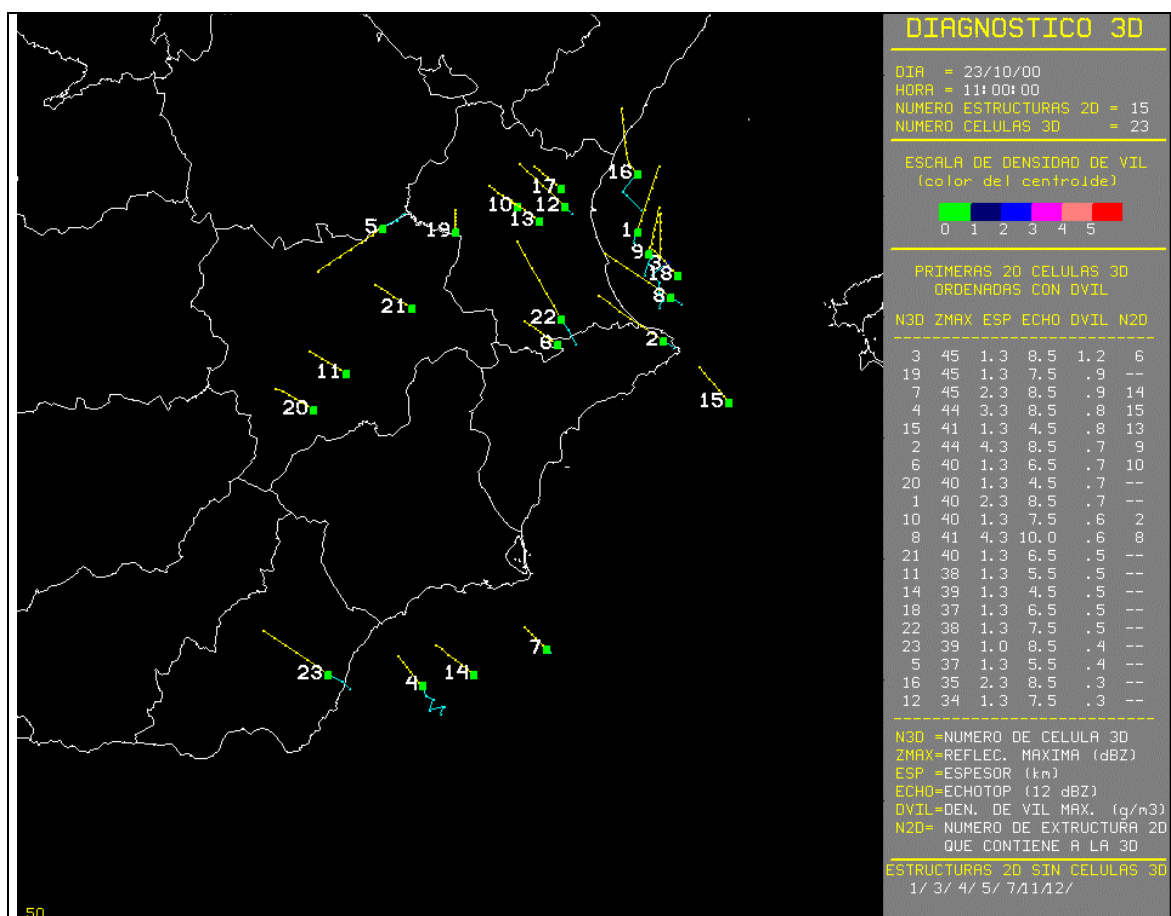 DIAGNOSTICO 3D
DIA = 23/10/00
HORA = 11:00:00
NUMERO ESTRUCTURAS 2D = 15
NUMERO CELULAS 3D = 23
ESCALA DE DENSIDAD DE VIL
(color del centroide)
0 1 2 3 4 5
PRIMERAS 20 CELULAS 3D
ORDENADAS CON DVIL
N3D ZMAX ESP ECHO DVIL N2D
3 45 1.3 8.5 1.2 6
19 45 1.3 7.5 .9 --
7 45 2.3 8.5 .9 14
4 44 3.3 8.5 .8 15
15 41 1.3 4.5 .8 13
2 44 4.3 8.5 .7 9
6 40 1.3 6.5 .7 10
20 40 1.3 4.5 .7 --
1 40 2.3 8.5 .7 --
10 40 1.3 7.5 .6 2
8 41 4.3 10.0 .6 8
21 40 1.3 6.5 .5 --
11 38 1.3 5.5 .5 --
14 39 1.3 4.5 .5 --
18 37 1.3 6.5 .5 --
22 38 1.3 7.5 .5 --
23 39 1.0 8.5 .4 --
5 37 1.3 5.5 .4 --
16 35 2.3 8.5 .3 --
12 34 1.3 7.5 .3 --
N3D =NUMERO DE CELULA 3D
ZMAX=REFLEC. MAXIMA (dBZ)
ESP =ESPESOR (km)
ECHO=ECHOTOP (12 dBZ)
DVIL=DEN. DE VIL MAX. (g/m3)
N2D= NUMERO DE EXTRUCTURA 2D
QUE CONTIENE A LA 3D
ESTRUCTURAS 2D SIN CELULAS 3D
1/ 3/ 4/ 5/ 7/11/12/
16
17
10
12
13
5
19
1
9
3
18
8
21
22
6
2
11
20
15
7
23
4
14
50